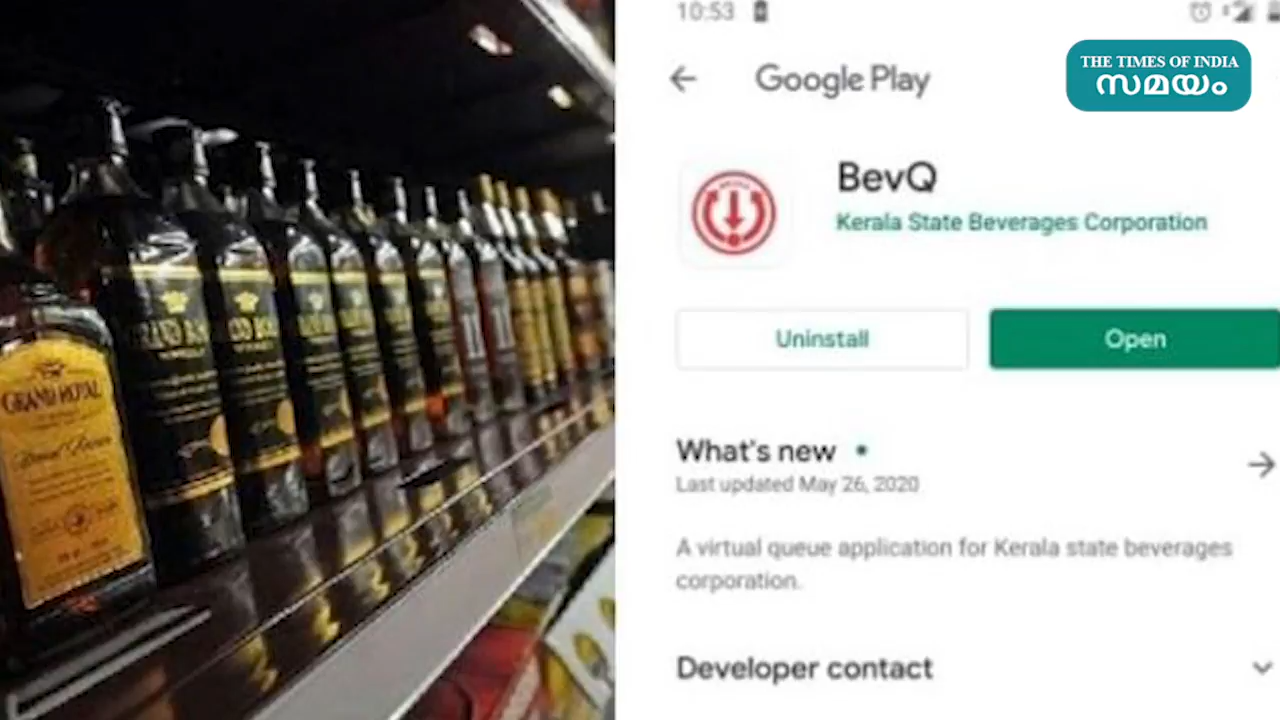 GRAND ROYAL
10:53
Google Play
THE TIMES OF INDIA
സമയം
BevQ
Kerala State Beverages Corporation
Uninstall
Open
What's new
Last updated May 26, 2020
A virtual queue application for Kerala state beverages
corporation.
Developer contact